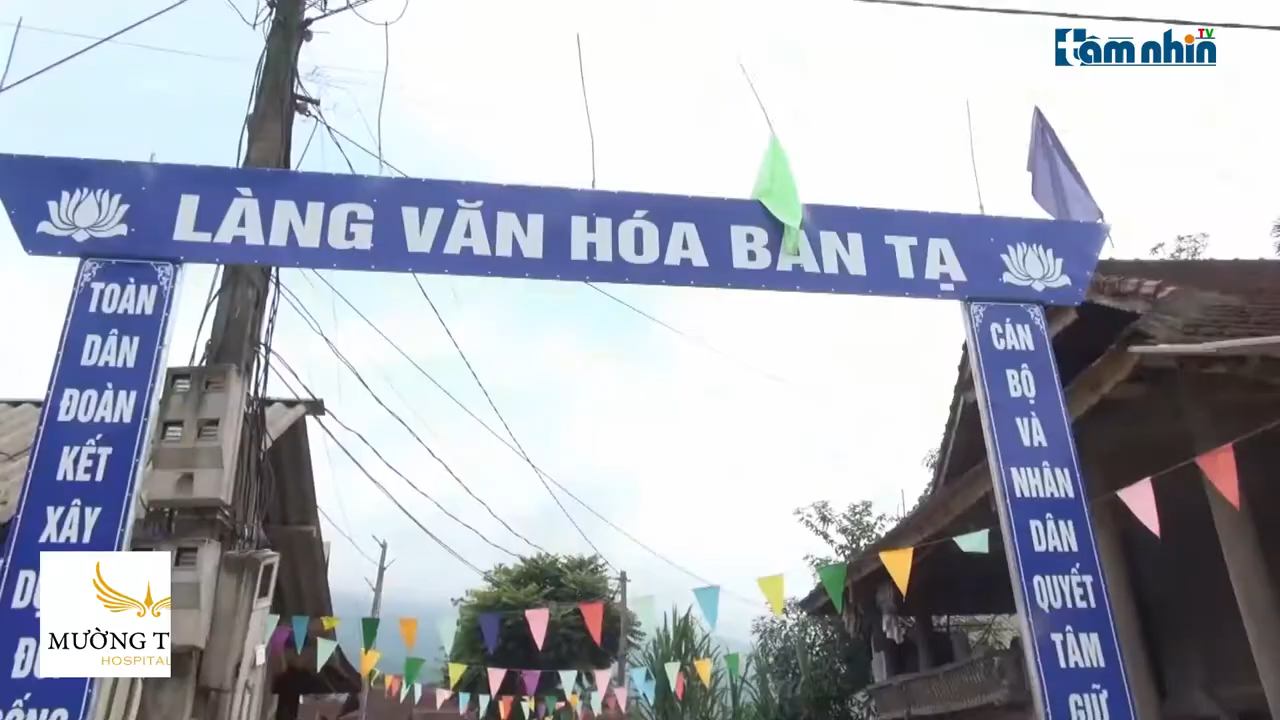 tầm nhìn TV
LÀNG VĂN HÓA BẢN TẠ
TOÀN
DÂN
ĐOÀN
KẾT
XÂY
CÁN
BỘ
VÀ
NHÂN
DÂN
QUYẾT
TÂM
GIỮ
MƯỜNG T
HOSPITAL